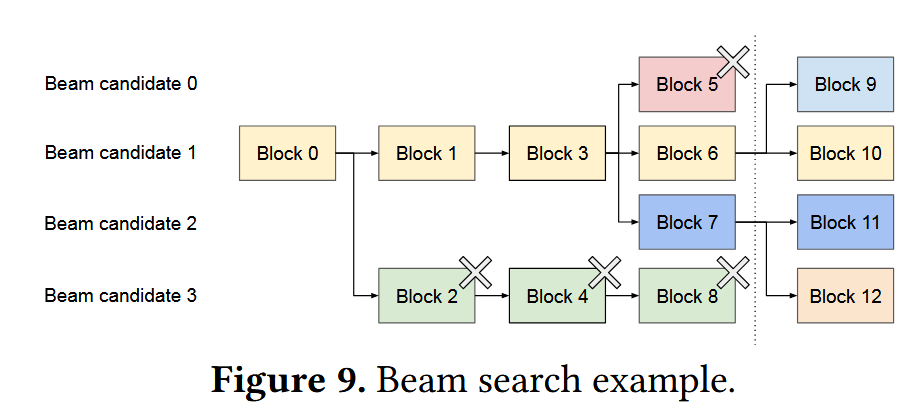 Beam candidate 0
Block 5
Block 9
Beam candidate 1
Block 0
Block 1
Block 3
Block 6
Block 10
Beam candidate 2
Block 7
Block 11
Beam candidate 3
Block 2
Block 4
Block 8
Block 12
Figure 9. Beam search example.